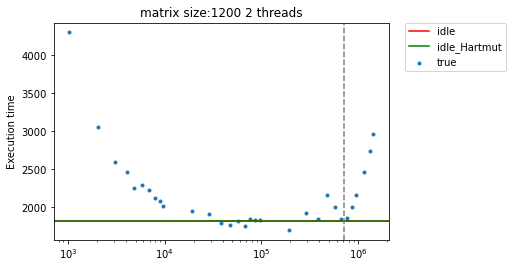 matrix size:1200 2 threads
Execution time
4000
3500
3000
2500
2000
10³
10⁴
10⁵
10⁶
idle
idle_Hartmut
true